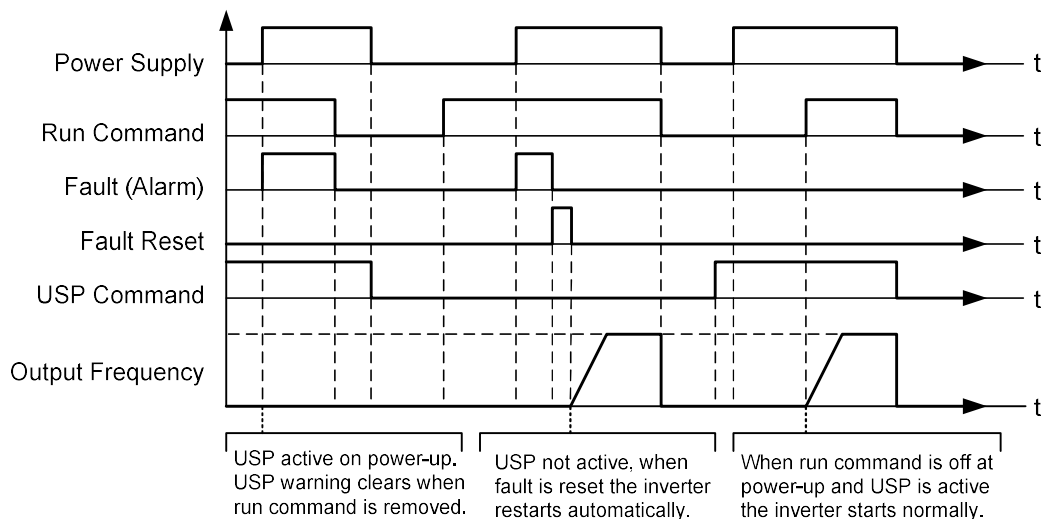 Power Supply
t
Run Command
t
Fault (Alarm)
t
Fault Reset
t
USP Command
t
Output Frequency
t
USP active on power-up.
USP warning clears when
run command is removed.
USP not active, when
fault is reset the inverter
restarts automatically.
When run command is off at
power-up and USP is active
the inverter starts normally.